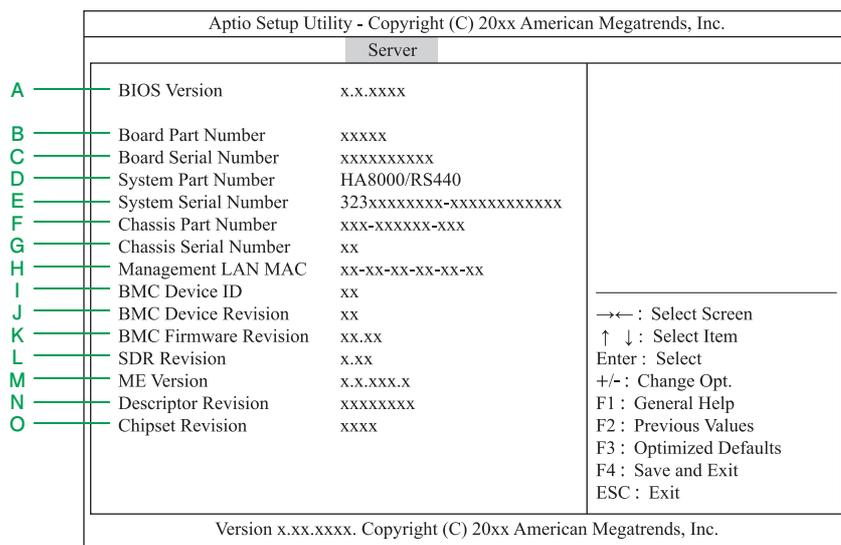 Aptio Setup Utility - Copyright (C) 20xx American Megatrends, Inc.
Server
A BIOS Version x.x.xxxx
B Board Part Number xxxxx
C Board Serial Number xxxxxxxxxx
D System Part Number HA8000/RS440
E System Serial Number 323xxxxxxxx-xxxxxxxxxxxx
F Chassis Part Number xxx-xxxxxx-xxx
G Chassis Serial Number xx
H Management LAN MAC xx-xx-xx-xx-xx-xx
I BMC Device ID xx
J BMC Device Revision xx
K BMC Firmware Revision xx.xx
L SDR Revision x.xx
M ME Version x.x.xxx.x
N Descriptor Revision xxxxxxxx
O Chipset Revision xxxx
→← : Select Screen
↑ ↓ : Select Item
Enter : Select
+/- : Change Opt.
F1 : General Help
F2 : Previous Values
F3 : Optimized Defaults
F4 : Save and Exit
ESC : Exit
Version x.xx.xxxx. Copyright (C) 20xx American Megatrends, Inc.